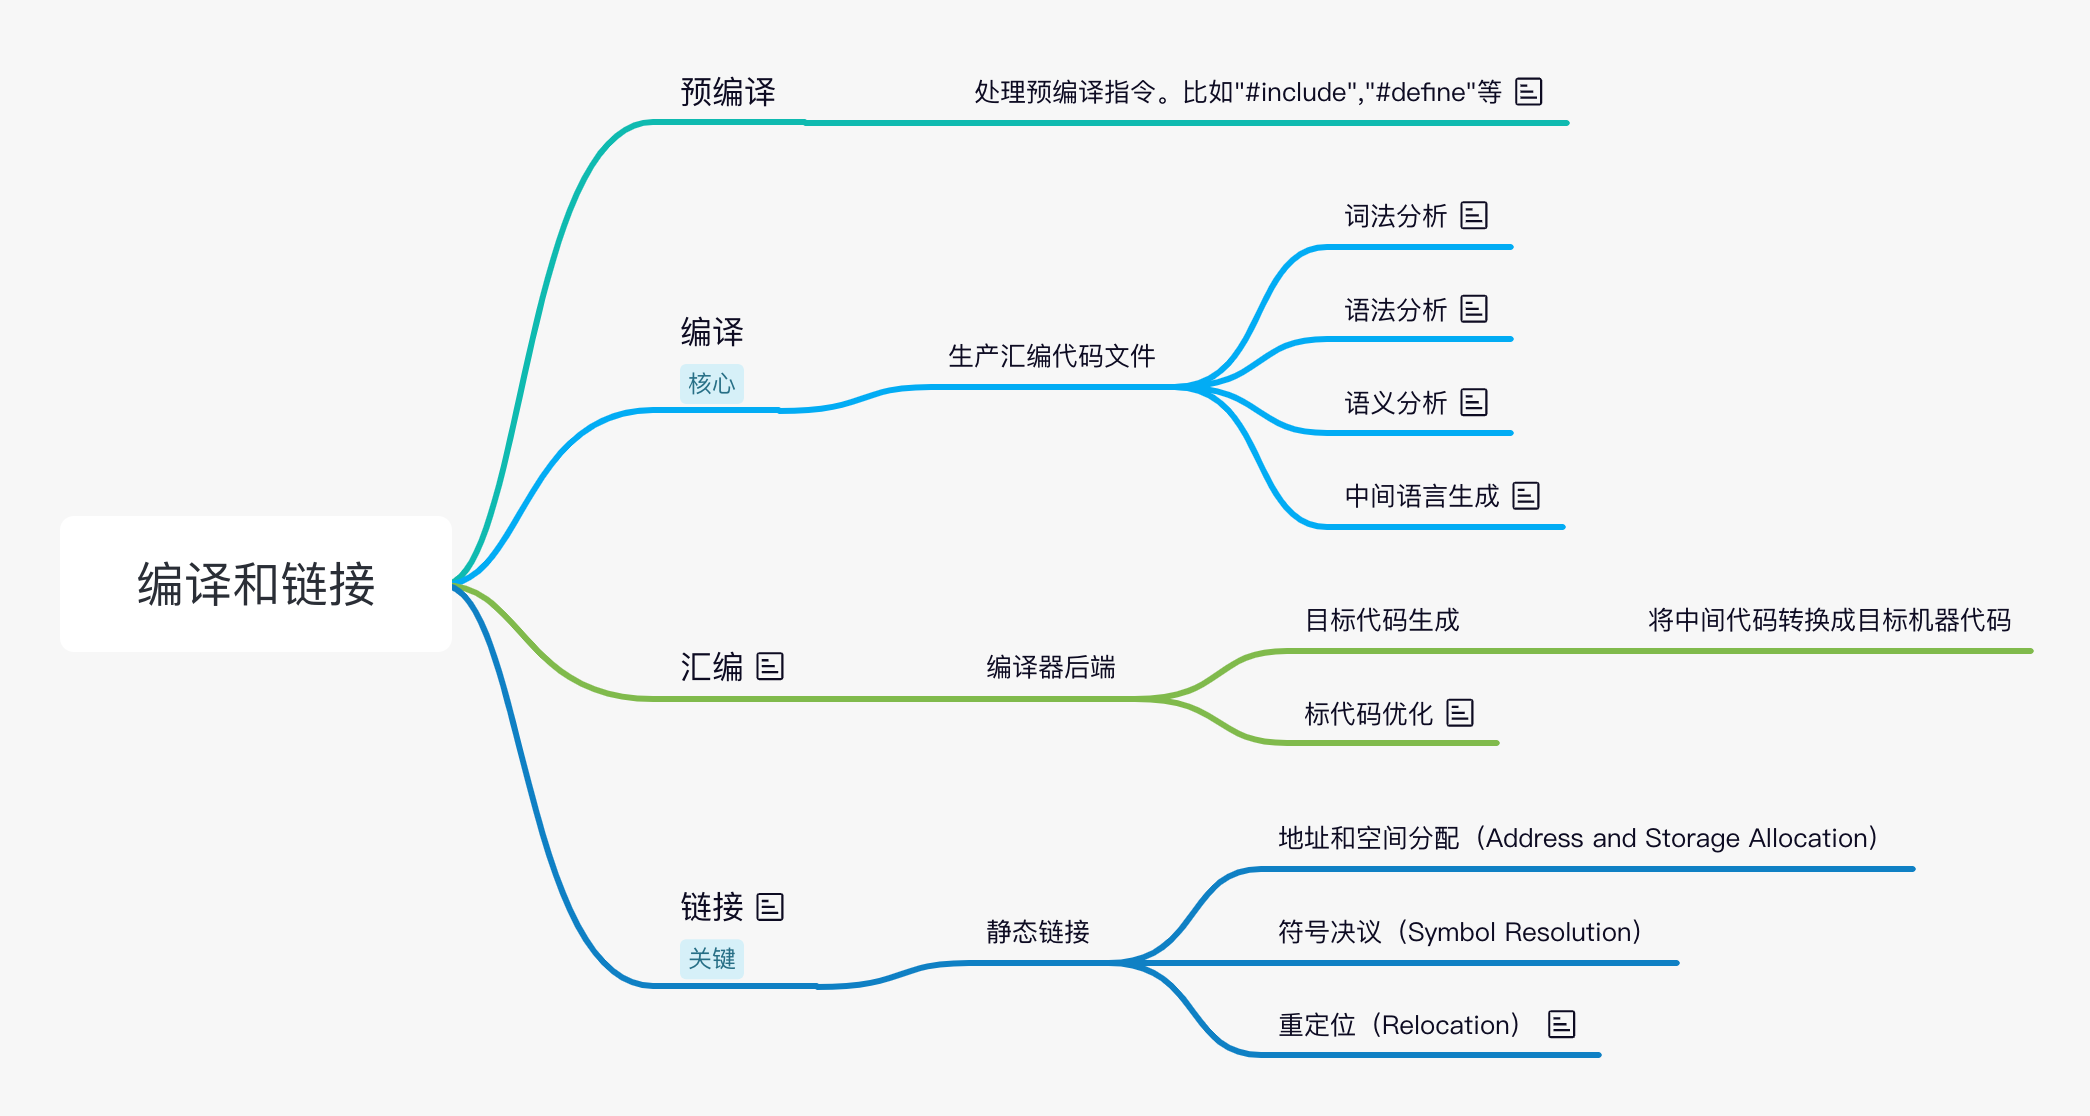 编译和链接
预编译
处理预编译指令。比如"#include","#define"等
编译
核心
生产汇编代码文件
词法分析
语法分析
语义分析
中间语言生成
汇编
编译器后端
目标代码生成
将中间代码转换成目标机器代码
标代码优化
链接
关键
静态链接
地址和空间分配（Address and Storage Allocation）
符号决议（Symbol Resolution）
重定位（Relocation）